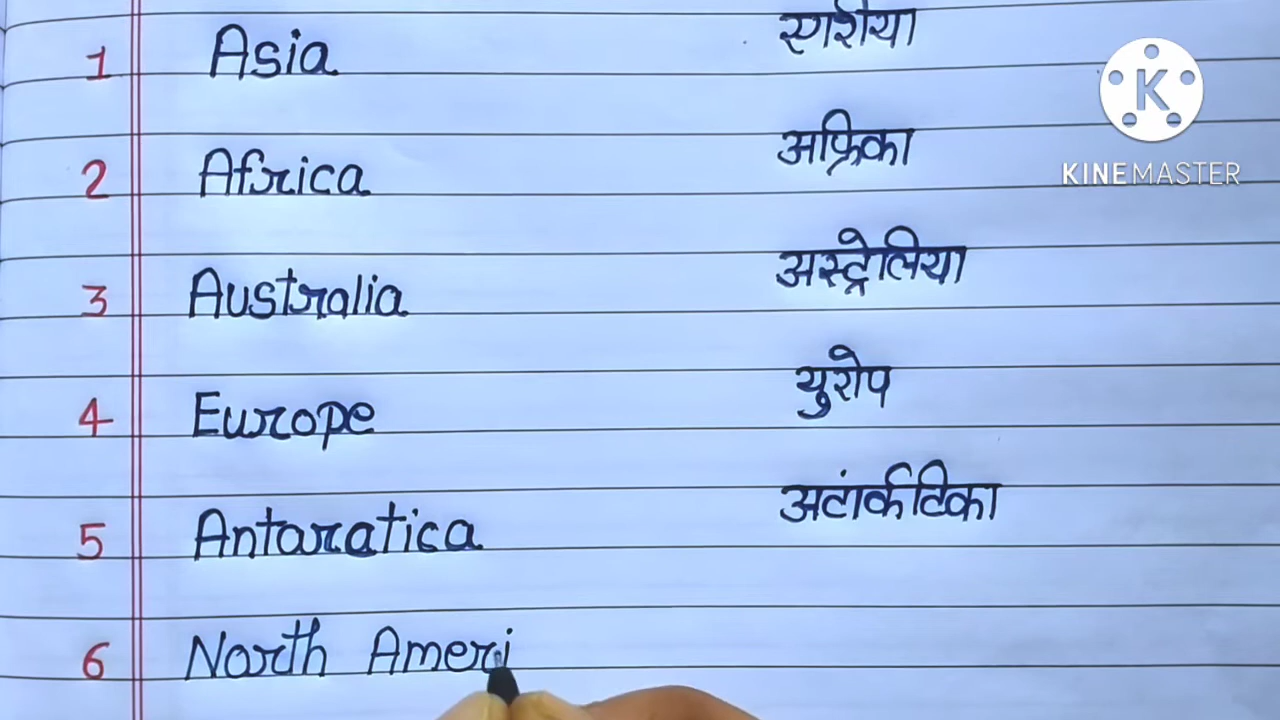 1 Asia एशीया
2 Africa अफ्रिका
3 Australia अस्ट्रेलिया
4 Europe युरोप
5 Antaratica अटांर्कटिका
6 North Ameri
K
KINEMASTER